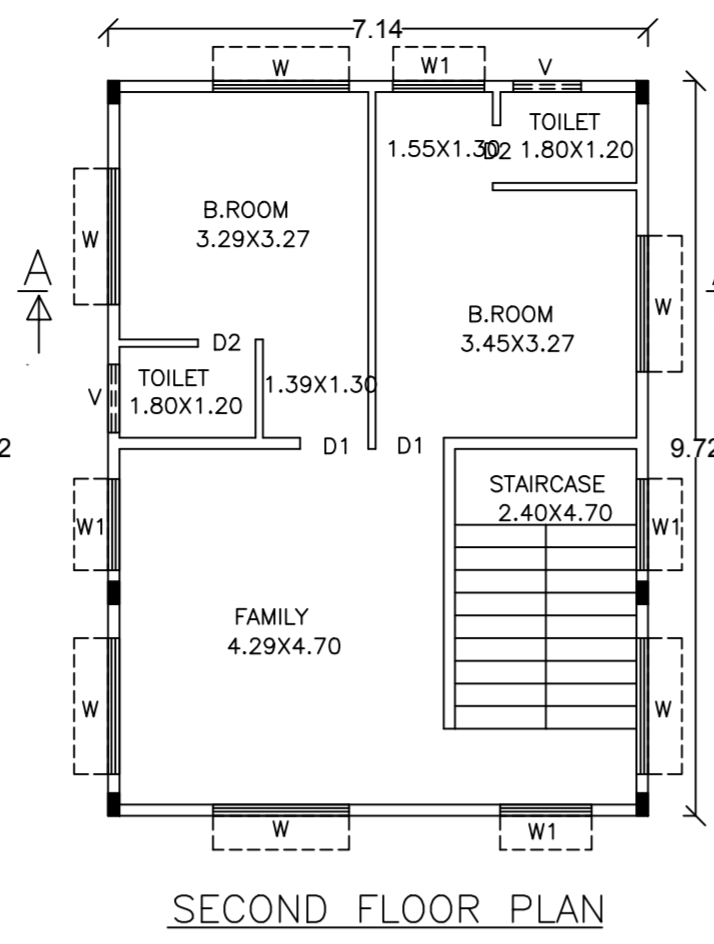 7.14
W
W1
V
TOILET
1.55X1.30
D2
1.80X1.20
B.ROOM
3.29X3.27
W
A
W
B.ROOM
3.45X3.27
D2
TOILET
1.80X1.20
1.39X1.30
V
D1
D1
2
9.72
STAIRCASE
2.40X4.70
W1
W1
FAMILY
4.29X4.70
W
W
W
W1
SECOND FLOOR PLAN